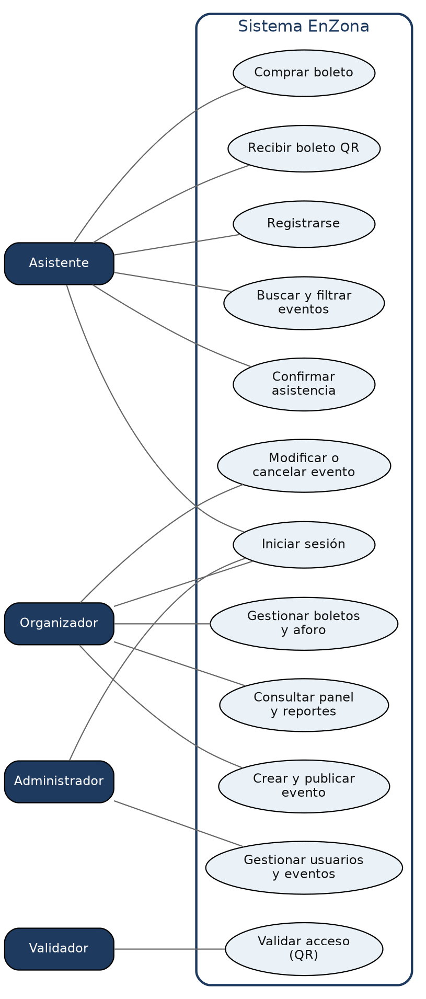 Sistema EnZona
Comprar boleto
Recibir boleto QR
Registrarse
Asistente
Buscar y filtrar
eventos
Confirmar
asistencia
Modificar o
cancelar evento
Iniciar sesión
Organizador
Gestionar boletos
y aforo
Consultar panel
y reportes
Administrador
Crear y publicar
evento
Gestionar usuarios
y eventos
Validador
Validar acceso
(QR)